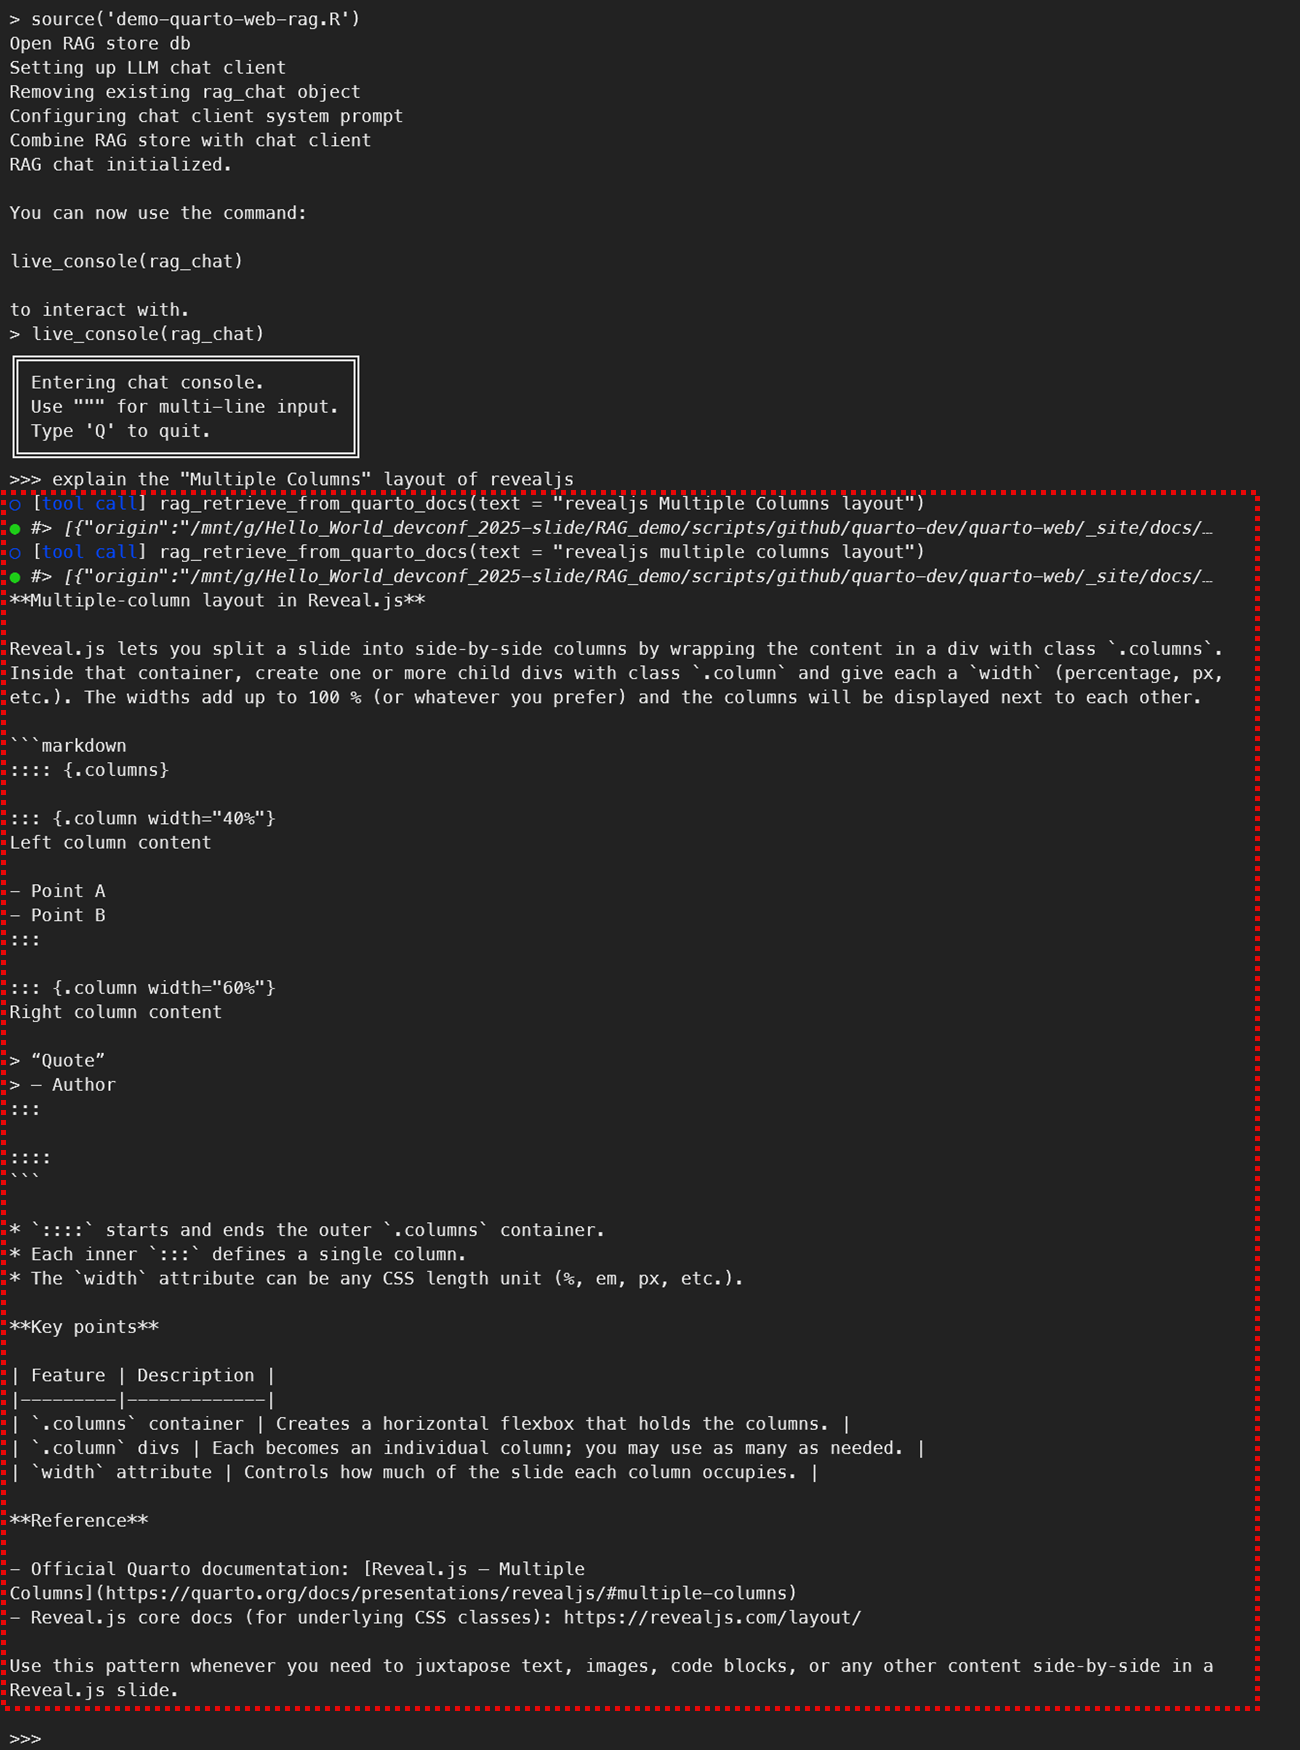 > source('demo-quarto-web-rag.R')
Open RAG store db
Setting up LLM chat client
Removing existing rag_chat object
Configuring chat client system prompt
Combine RAG store with chat client
RAG chat initialized.
You can now use the command:
live_console(rag_chat)
to interact with.
> live_console(rag_chat)
Entering chat console.
Use """ for multi-line input.
Type 'Q' to quit.
>>> explain the "Multiple Columns" layout of revealjs
○ [tool call] rag_retrieve_from_quarto_docs(text = "revealjs Multiple Columns layout")
● #> [{"origin":"/mnt/g/Hello_World_devconf_2025-slide/RAG_demo/scripts/github/quarto-dev/quarto-web/_site/docs/…
○ [tool call] rag_retrieve_from_quarto_docs(text = "revealjs multiple columns layout")
● #> [{"origin":"/mnt/g/Hello_World_devconf_2025-slide/RAG_demo/scripts/github/quarto-dev/quarto-web/_site/docs/…
**Multiple‑column layout in Reveal.js**
Reveal.js lets you split a slide into side‑by‑side columns by wrapping the content in a div with class `.columns`.
Inside that container, create one or more child divs with class `.column` and give each a `width` (percentage, px,
etc.). The widths add up to 100 % (or whatever you prefer) and the columns will be displayed next to each other.
```markdown
:::: {.columns}
::: {.column width="40%"}
Left column content
- Point A
- Point B
:::
::: {.column width="60%"}
Right column content
> “Quote”
> — Author
:::
::::
```
* `::::` starts and ends the outer `.columns` container.
* Each inner `:::` defines a single column.
* The `width` attribute can be any CSS length unit (%, em, px, etc.).
**Key points**
| Feature | Description |
|---------|-------------|
| `.columns` container | Creates a horizontal flexbox that holds the columns. |
| `.column` divs | Each becomes an individual column; you may use as many as needed. |
| `width` attribute | Controls how much of the slide each column occupies. |
**Reference**
- Official Quarto documentation: [Reveal.js – Multiple
Columns](https://quarto.org/docs/presentations/revealjs/#multiple-columns)
- Reveal.js core docs (for underlying CSS classes): https://revealjs.com/layout/
Use this pattern whenever you need to juxtapose text, images, code blocks, or any other content side‑by‑side in a
Reveal.js slide.
>>>